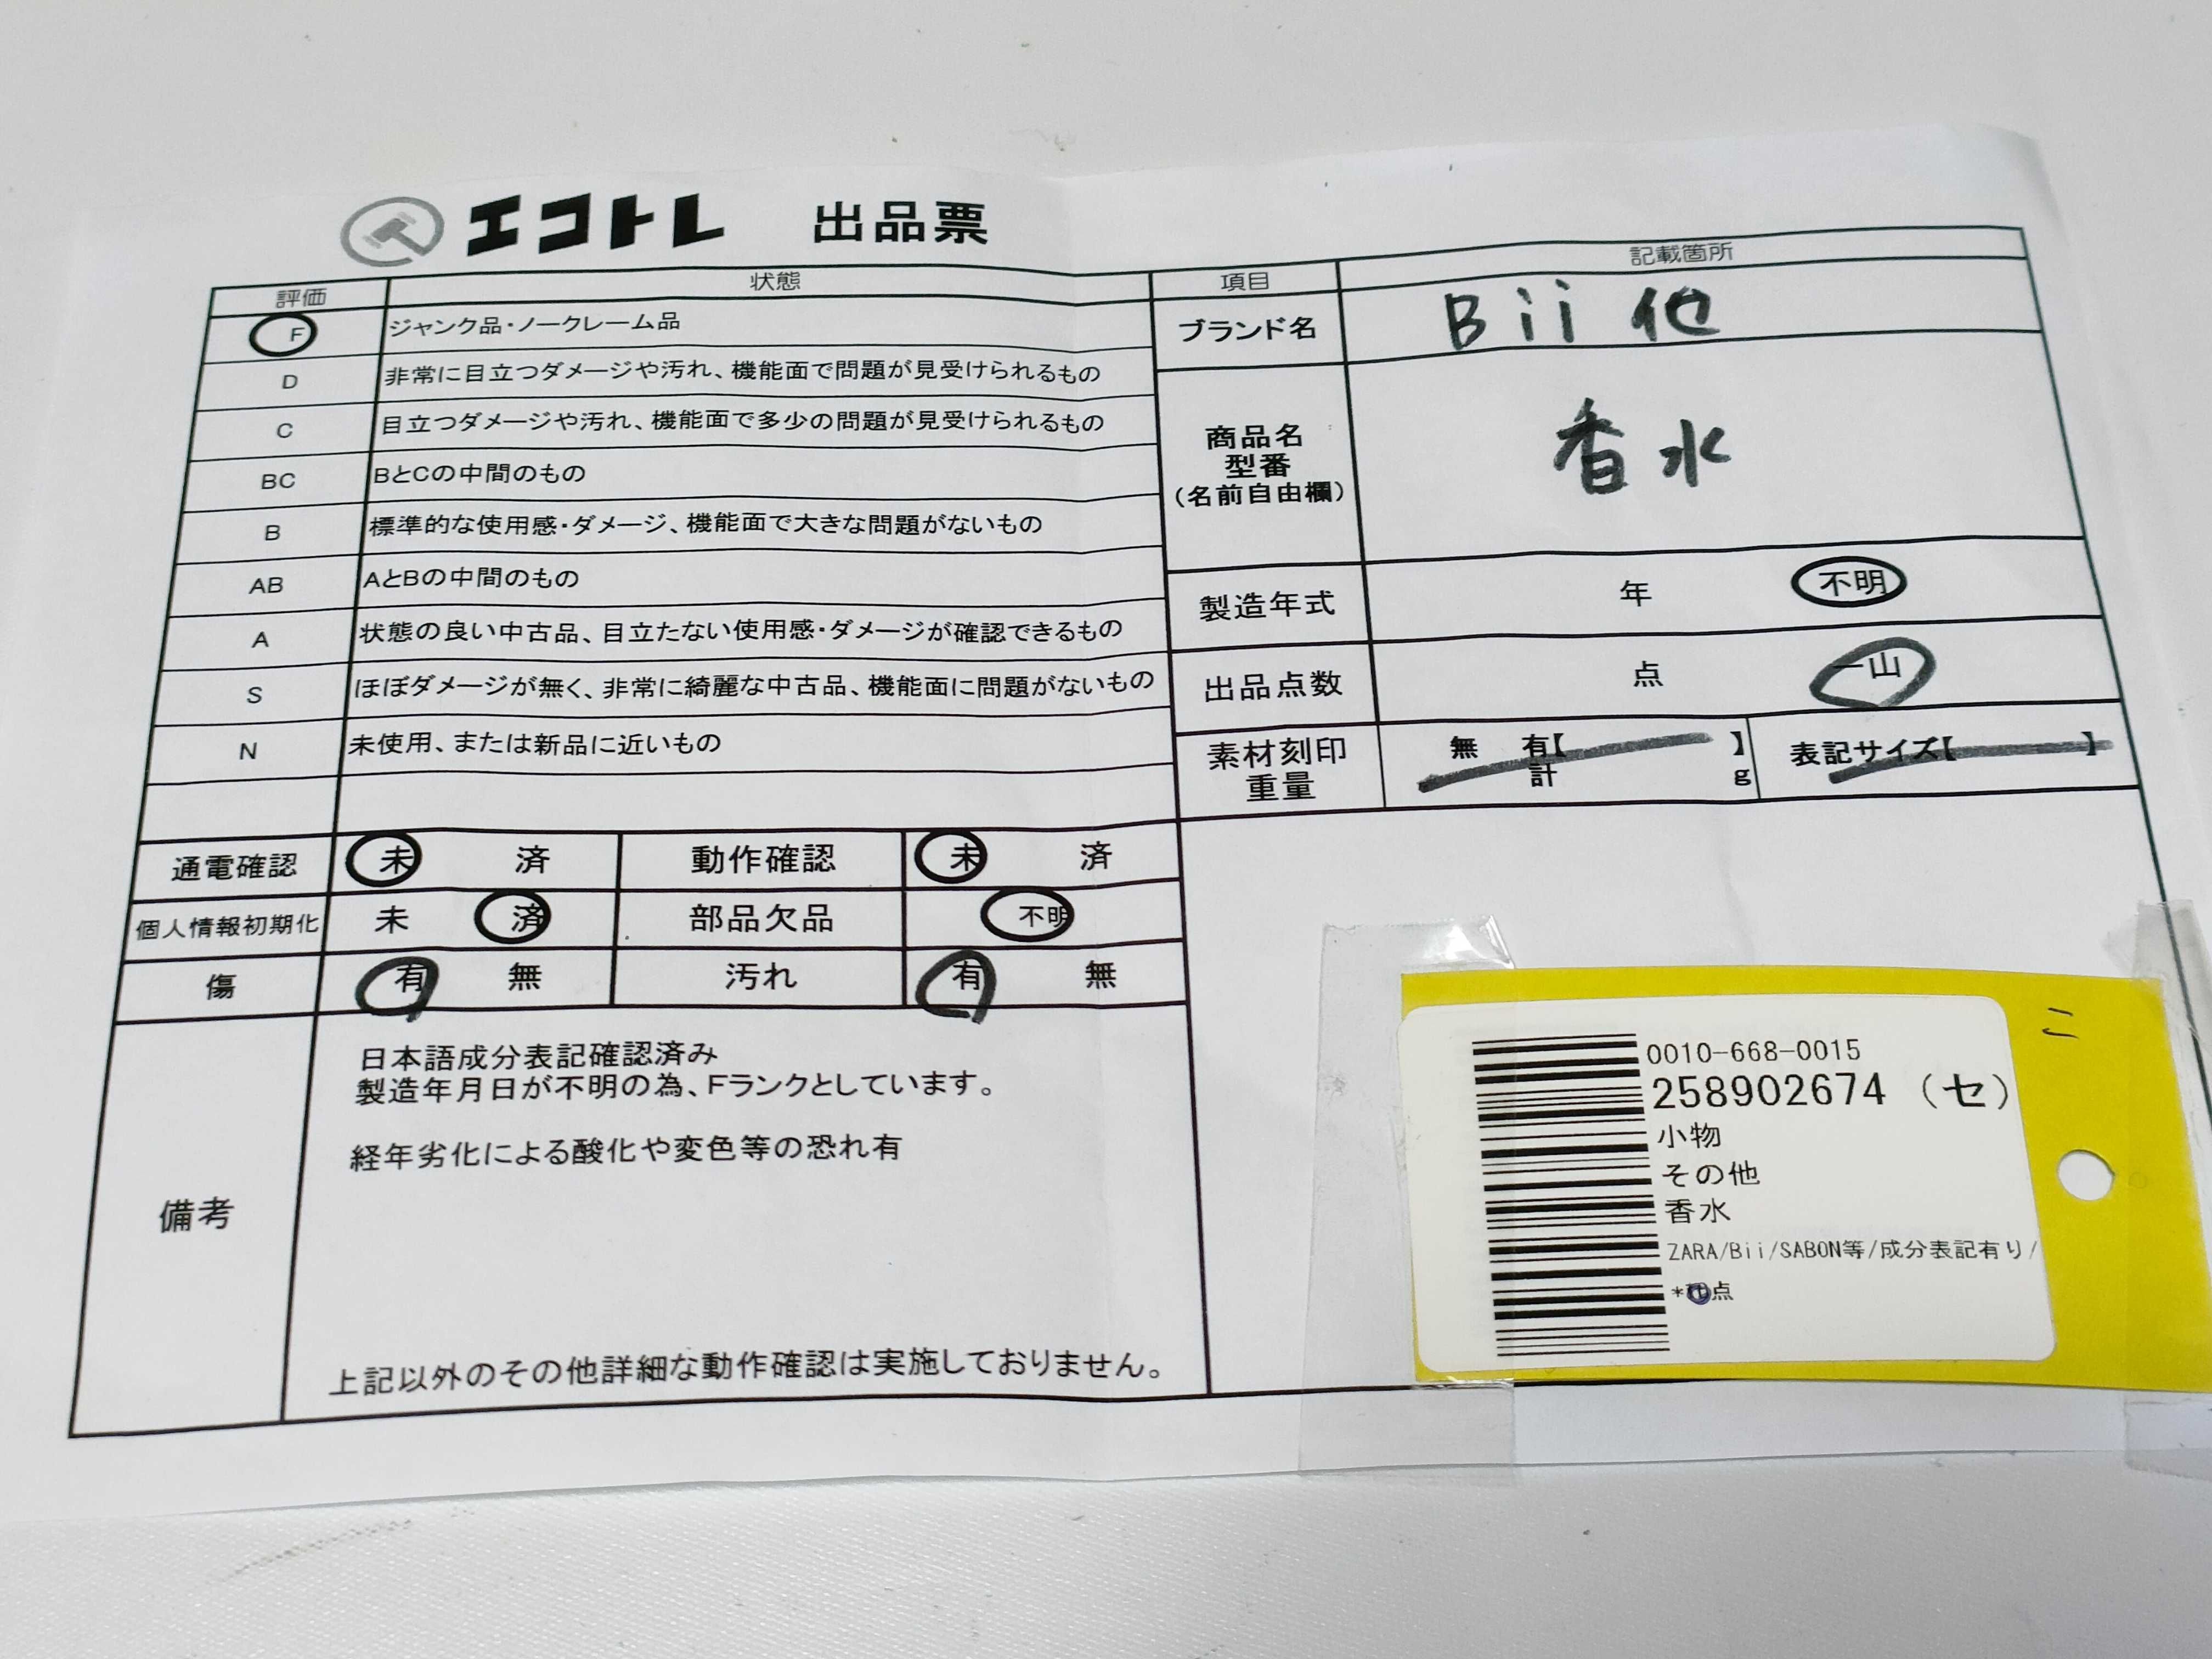 エコトレ 出品票
評価 状態
F ジャンク品・ノークレーム品
D 非常に目立つダメージや汚れ、機能面で問題が見受けられるもの
C 目立つダメージや汚れ、機能面で多少の問題が見受けられるもの
BC BとCの中間のもの
B 標準的な使用感・ダメージ、機能面で大きな問題がないもの
AB AとBの中間のもの
A 状態の良い中古品、目立たない使用感・ダメージが確認できるもの
S ほぼダメージが無く、非常に綺麗な中古品、機能面に問題がないもの
N 未使用、または新品に近いもの
通電確認 未 済 動作確認 未 済
個人情報初期化 未 済 部品欠品 不明
傷 有 無 汚れ 有 無
備考
日本語成分表記確認済み
製造年月日が不明の為、Fランクとしています。
経年劣化による酸化や変色等の恐れ有
上記以外のその他詳細な動作確認は実施しておりません。
項目 記載箇所
ブランド名 Bii 他
商品名
型番
(名前自由欄)
香水
製造年式 年 不明
出品点数 点 一山
素材刻印
重量
無 有【 】
計 g
表記サイズ【 】
0010-668-0015
258902674 (セ)
小物
その他
香水
ZARA/Bii/SABON等/成分表記有り/
* 点